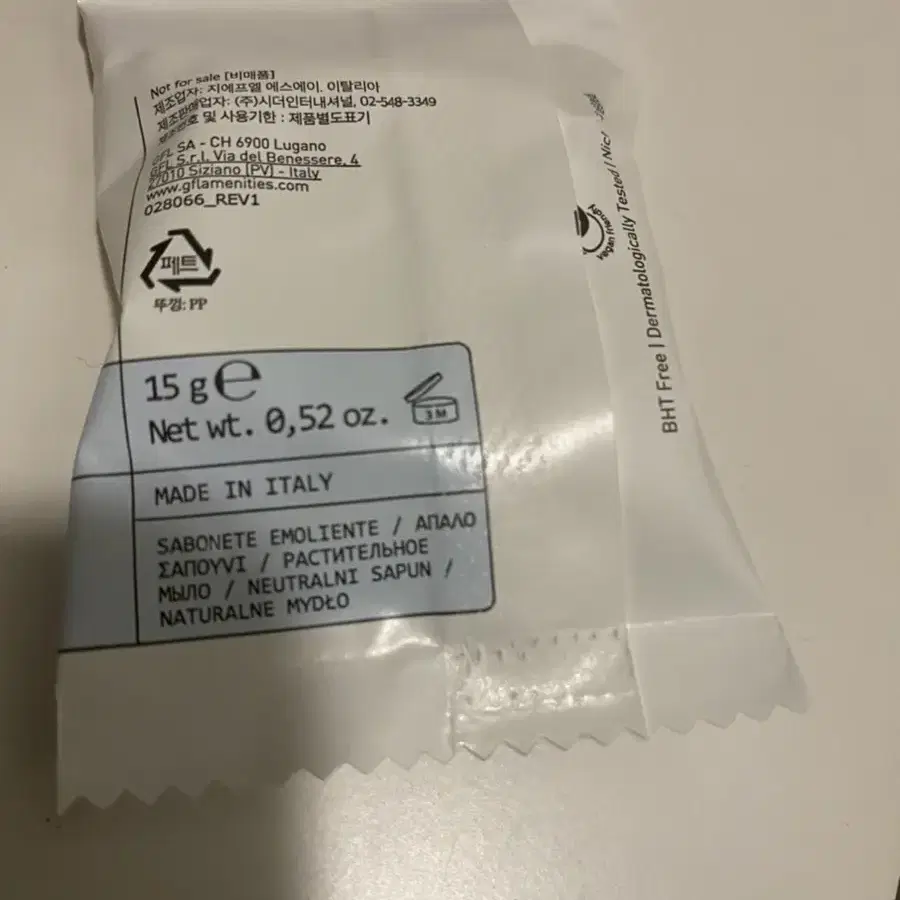 Not for sale [비매품]
제조업자: 지에프엘 에스에이. 이탈리아
제조판매업자: (주)시더인터내셔널, 02-548-3349
제조번호 및 사용기한 : 제품별도표기
GFL SA - CH 6900 Lugano
GFL S.r.l. Via del Benessere, 4
27010 Siziano (PV) - Italy
www.gflamenities.com
028066_REV1
페트
뚜껑: PP
15 g ℮
Net wt. 0,52 oz.
3 M
MADE IN ITALY
SABONETE EMOLIENTE / ΑΠΑΛΟ
ΣΑΠΟΥVI / РАСТИТЕЛЬНОЕ
МЫЛО / NEUTRALNI SAPUN /
NATURALNE MYDŁO
Vegan friendly
BHT Free | Dermatologically Tested |